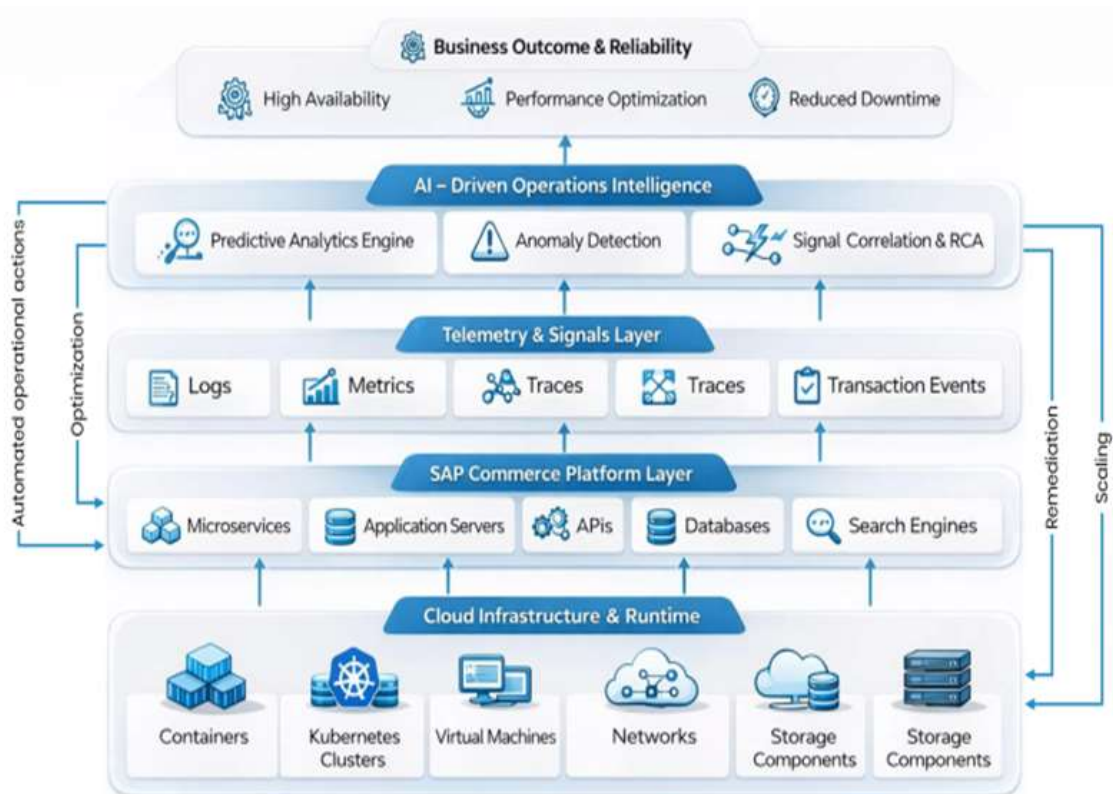 Business Outcome & Reliability
High Availability
Performance Optimization
Reduced Downtime
AI – Driven Operations Intelligence
Predictive Analytics Engine
Anomaly Detection
Signal Correlation & RCA
Telemetry & Signals Layer
Logs
Metrics
Traces
Traces
Transaction Events
SAP Commerce Platform Layer
Microservices
Application Servers
APis
Databases
Search Engines
Cloud Infrastructure & Runtime
Containers
Kubernetes
Clusters
Virtual Machines
Networks
Storage
Components
Storage
Components
Automated operational actions
Optimization
Remediation
Scaling